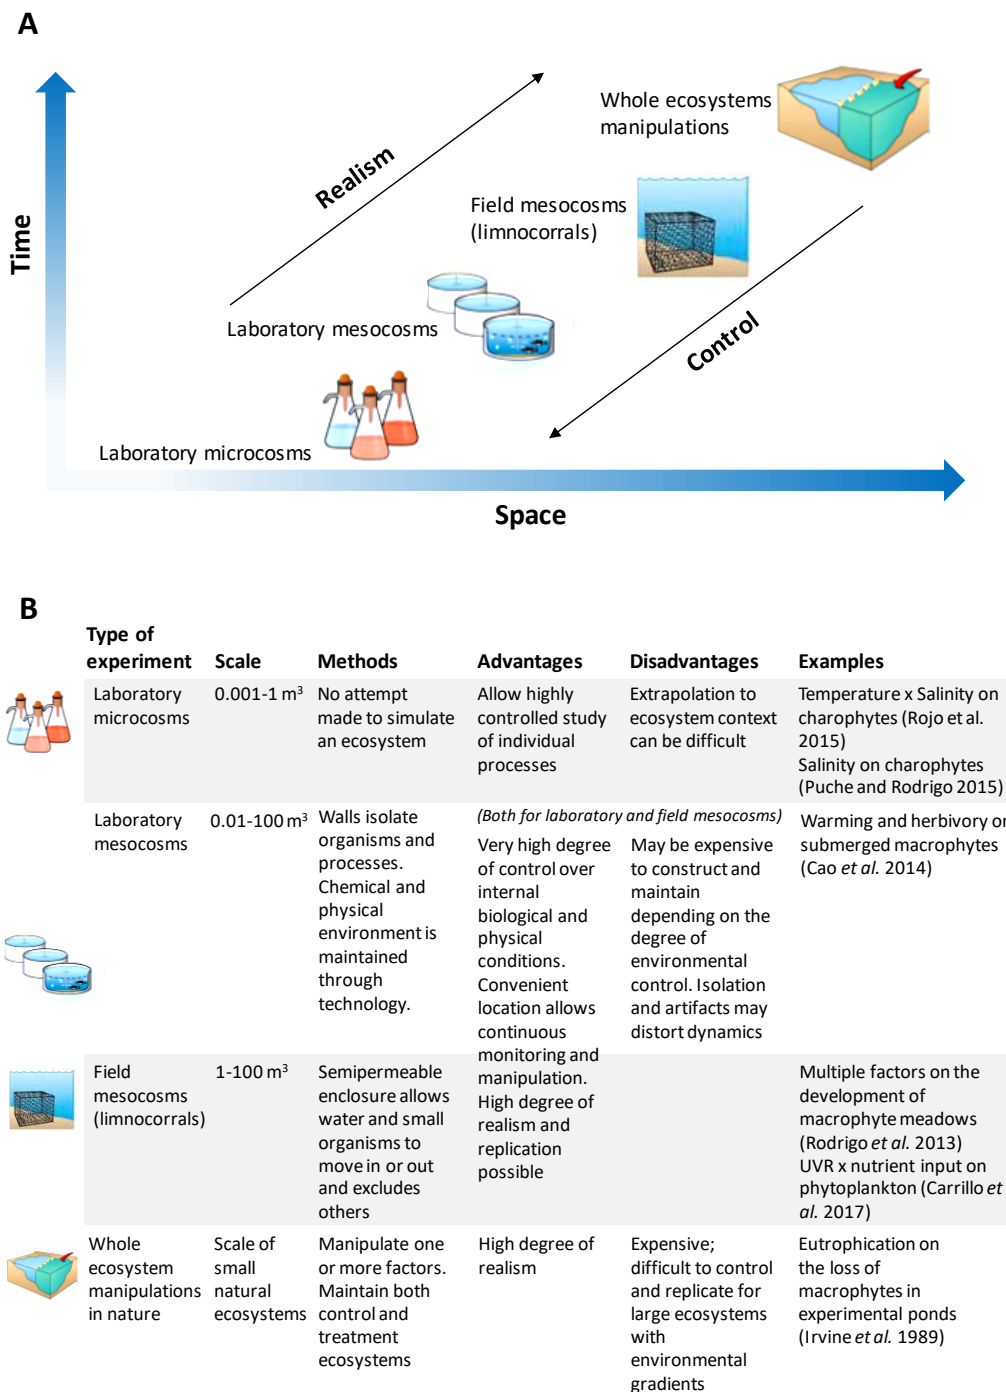 A
Whole ecosystems
manipulations
Realism
Field mesocosms
(limnocorrals)
Time
Laboratory mesocosms
Control
Laboratory microcosms
Space
B
Type of
experiment
Scale
Methods
Advantages
Disadvantages
Examples
Laboratory
microcosms
0.001-1 m³
No attempt
made to simulate
an ecosystem
Allow highly
controlled study
of individual
processes
Extrapolation to
ecosystem context
can be difficult
Temperature x Salinity on
charophytes (Rojo et al.
2015)
Salinity on charophytes
(Puche and Rodrigo 2015)
Laboratory
mesocosms
0.01-100 m³
Walls isolate
organisms and
processes.
Chemical and
physical
environment is
maintained
through
technology.
(Both for laboratory and field mesocosms)
Very high degree
of control over
internal
biological and
physical
conditions.
Convenient
location allows
continuous
monitoring and
manipulation.
High degree of
realism and
replication
possible
May be expensive
to construct and
maintain
depending on the
degree of
environmental
control. Isolation
and artifacts may
distort dynamics
Warming and herbivory on
submerged macrophytes
(Cao et al. 2014)
Field
mesocosms
(limnocorrals)
1-100 m³
Semipermeable
enclosure allows
water and small
organisms to
move in or out
and excludes
others
Multiple factors on the
development of
macrophyte meadows
(Rodrigo et al. 2013)
UVR x nutrient input on
phytoplankton (Carrillo et
al. 2017)
Whole
ecosystem
manipulations
in nature
Scale of
small
natural
ecosystems
Manipulate one
or more factors.
Maintain both
control and
treatment
ecosystems
High degree of
realism
Expensive;
difficult to control
and replicate for
large ecosystems
with
environmental
gradients
Eutrophication on
the loss of
macrophytes in
experimental ponds
(Irvine et al. 1989)